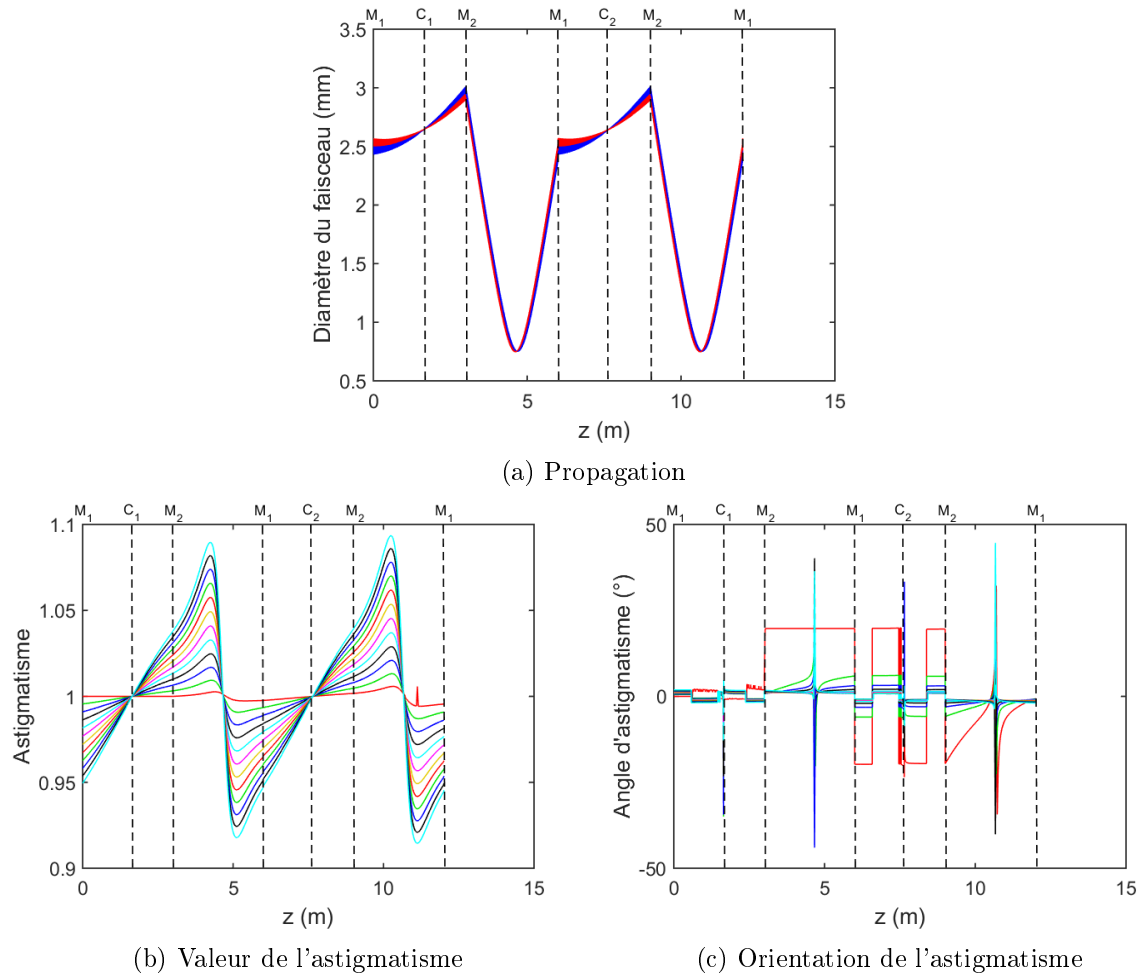 M1 C1 M2 M1 C2 M2 M1
3.5
3
2.5
2
1.5
1
0.5
Diamètre du faisceau (mm)
0 5 10 15
z (m)
(a) Propagation
M1 C1 M2 M1 C2 M2 M1
1.1
1.05
1
0.95
0.9
Astigmatisme
0 5 10 15
z (m)
(b) Valeur de l'astigmatisme
M1 C1 M2 M1 C2 M2 M1
50
0
-50
Angle d'astigmatisme (°)
0 5 10 15
z (m)
(c) Orientation de l'astigmatisme